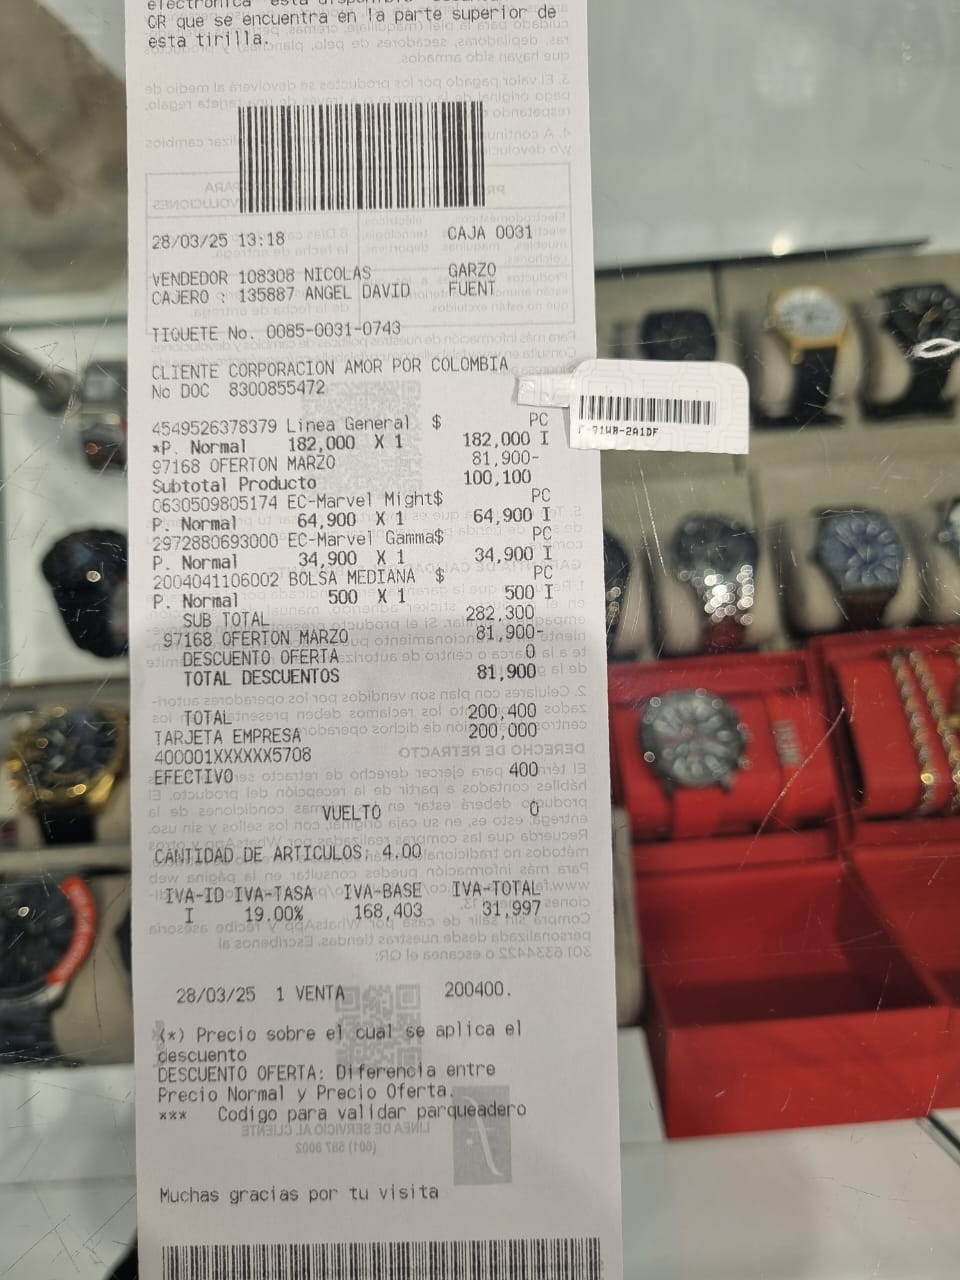 QR que se encuentra en la parte superior de
esta tirilla.
28/03/25 13:18 CAJA 0031
VENDEDOR 108308 NICOLAS GARZO
CAJERO : 135887 ANGEL DAVID FUENT
TIQUETE No. 0085-0031-0743
CLIENTE CORPORACION AMOR POR COLOMBIA
No DOC 8300855472
4549526378379 Linea General $ PC
*P. Normal 182,000 X 1 182,000 I
97168 OFERTON MARZO 81,900-
Subtotal Producto 100,100
0630509805174 EC-Marvel Might$ PC
P. Normal 64,900 X 1 64,900 I
2972880693000 EC-Marvel Gamma$ PC
P. Normal 34,900 X 1 34,900 I
2004041106002 BOLSA MEDIANA $ PC
P. Normal 500 X 1 500 I
SUB TOTAL 282,300
97168 OFERTON MARZO 81,900-
DESCUENTO OFERTA 0
TOTAL DESCUENTOS 81,900
TOTAL 200,400
TARJETA EMPRESA 200,000
400001XXXXXX5708
EFECTIVO 400
VUELTO 0
CANTIDAD DE ARTICULOS: 4.00
IVA-ID IVA-TASA IVA-BASE IVA-TOTAL
I 19.00% 168,403 31,997
28/03/25 1 VENTA 200400.
(*) Precio sobre el cual se aplica el
descuento
DESCUENTO OFERTA: Diferencia entre
Precio Normal y Precio Oferta.
*** Codigo para validar parqueadero
Muchas gracias por tu visita